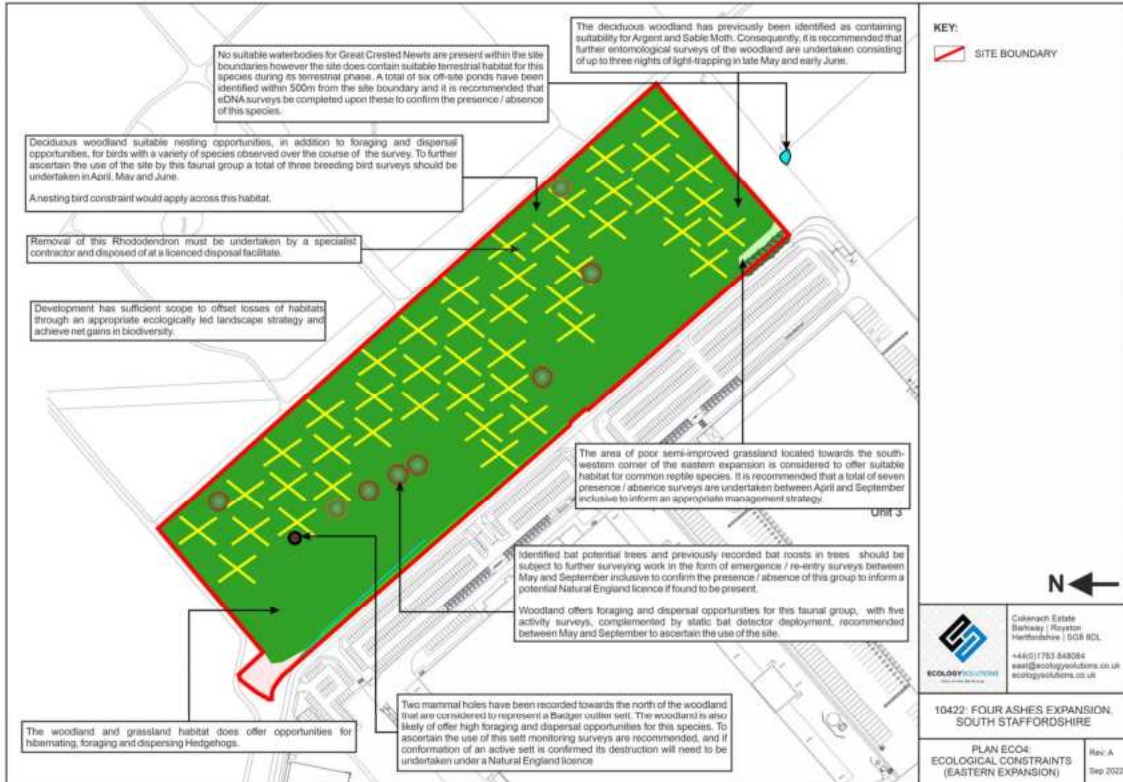 No suitable waterbodies for Great Crested Newts are present within the site
boundaries however the site does contain suitable terrestrial habitat for this
species during its terrestrial phase. A total of six off-site ponds have been
identified within 500m from the site boundary and it is recommended that
eDNA surveys be completed upon these to confirm the presence / absence
of this species.
The deciduous woodland has previously been identified as containing
suitability for Argent and Sable Moth. Consequently, it is recommended that
further entomological surveys of the woodland are undertaken consisting
of up to three nights of light-trapping in late May and early June.
KEY:
SITE BOUNDARY
Deciduous woodland suitable nesting opportunities, in addition to foraging and dispersal
opportunities, for birds with a variety of species observed over the course of the survey. To further
ascertain the use of the site by this faunal group a total of three breeding bird surveys should be
undertaken in April, May and June.
A nesting bird constraint would apply across this habitat.
Removal of this Rhododendron must be undertaken by a specialist
contractor and disposed of at a licenced disposal facilitate.
Development has sufficient scope to offset losses of habitats
through an appropriate ecologically led landscape strategy and
achieve net gains in biodiversity.
The area of poor semi-improved grassland located towards the south-
western corner of the eastern expansion is considered to offer suitable
habitat for common reptile species. It is recommended that a total of seven
presence / absence surveys are undertaken between April and September
inclusive to inform an appropriate management strategy.
Unit 3
Identified bat potential trees and previously recorded bat roosts in trees should be
subject to further surveying work in the form of emergence / re-entry surveys between
May and September inclusive to confirm the presence / absence of this group to inform a
potential Natural England licence if found to be present.
Woodland offers foraging and dispersal opportunities for this faunal group, with five
activity surveys, complemented by static bat detector deployment, recommended
between May and September to ascertain the use of the site.
Two mammal holes have been recorded towards the north of the woodland
that are considered to represent a Badger outlier sett. The woodland is also
likely of offer high foraging and dispersal opportunities for this species. To
ascertain the use of this sett monitoring surveys are recommended, and if
conformation of an active sett is confirmed its destruction will need to be
undertaken under a Natural England licence
The woodland and grassland habitat does offer opportunities for
hibernating, foraging and dispersing Hedgehogs.
N
ECOLOGYSOLUTIONS
Cokenach Estate
Barkway | Royston
Hertfordshire | SG8 8DL
+44(0)1763 848084
east@ecologysolutions.co.uk
ecologysolutions.co.uk
10422: FOUR ASHES EXPANSION,
SOUTH STAFFORDSHIRE
PLAN ECO4:
ECOLOGICAL CONSTRAINTS
(EASTERN EXPANSION)
Rev: A
Sep 2022